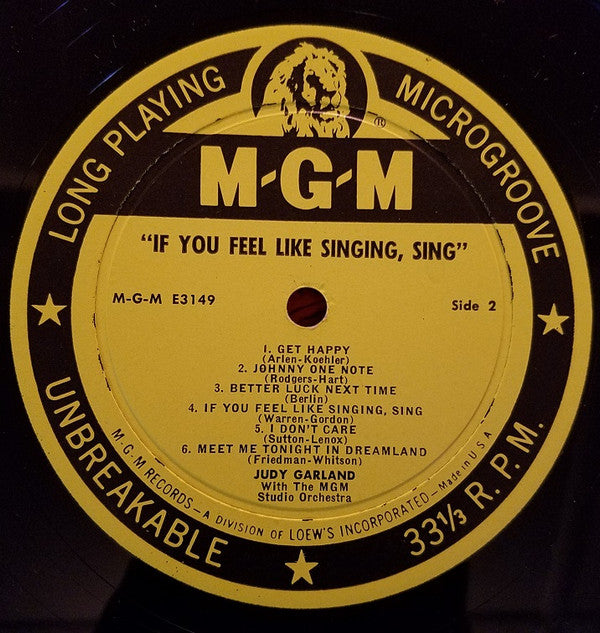 LONG PLAYING
MICROGROOVE
®
M-G-M
"IF YOU FEEL LIKE SINGING, SING"
M-G-M E3149
Side 2
1. GET HAPPY
(Arlen-Koehler)
2. JOHNNY ONE NOTE
(Rodgers-Hart)
3. BETTER LUCK NEXT TIME
(Berlin)
4. IF YOU FEEL LIKE SINGING, SING
(Warren-Gordon)
5. I DON'T CARE
(Sutton-Lenox)
6. MEET ME TONIGHT IN DREAMLAND
(Friedman-Whitson)
JUDY GARLAND
With The MGM
Studio Orchestra
M.G.M RECORDS—A DIVISION OF LOEW'S INCORPORATED—Made in U.S.A
UNBREAKABLE
33⅓ R.P.M.